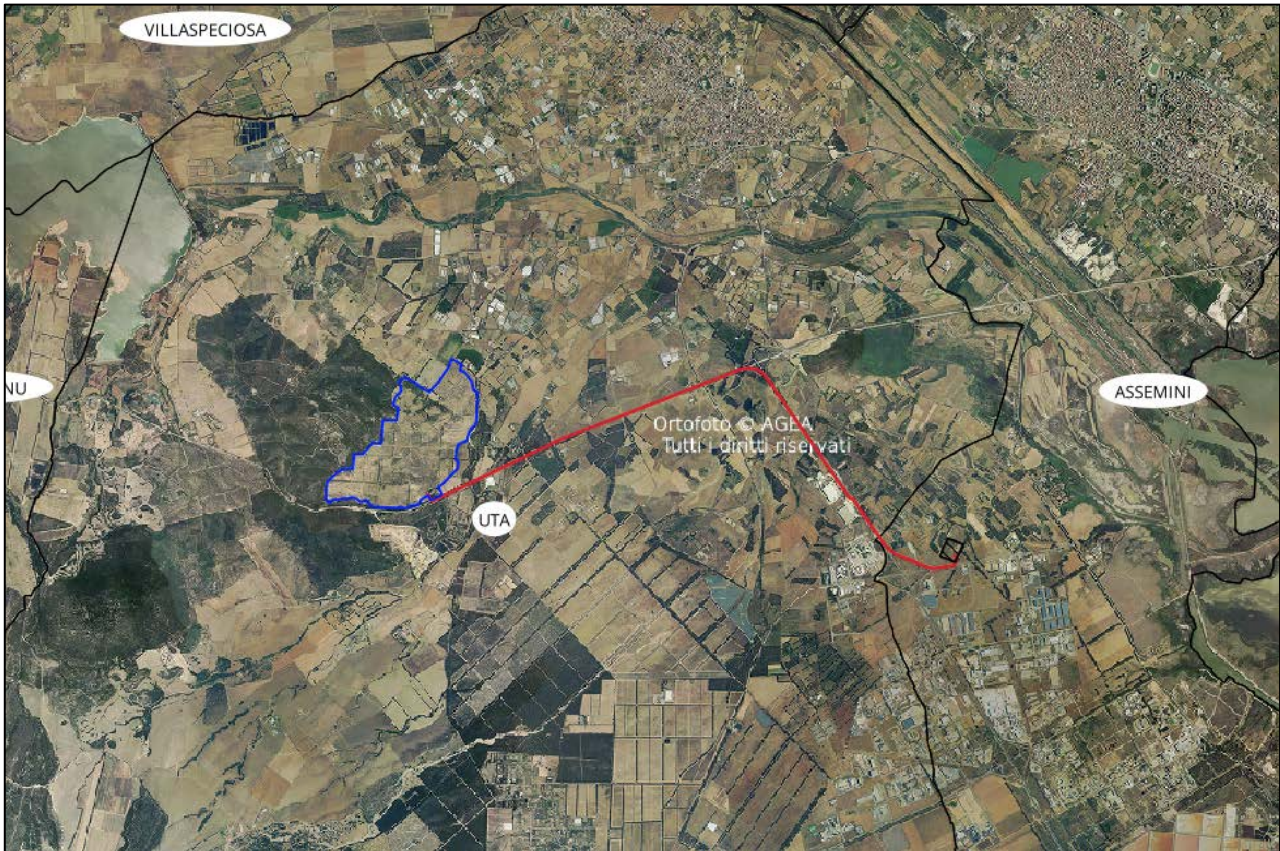 VILLASPECIOSA
NU
ASSEMINI
Ortofoto © AGEA
Tutti i diritti riservati
UTA